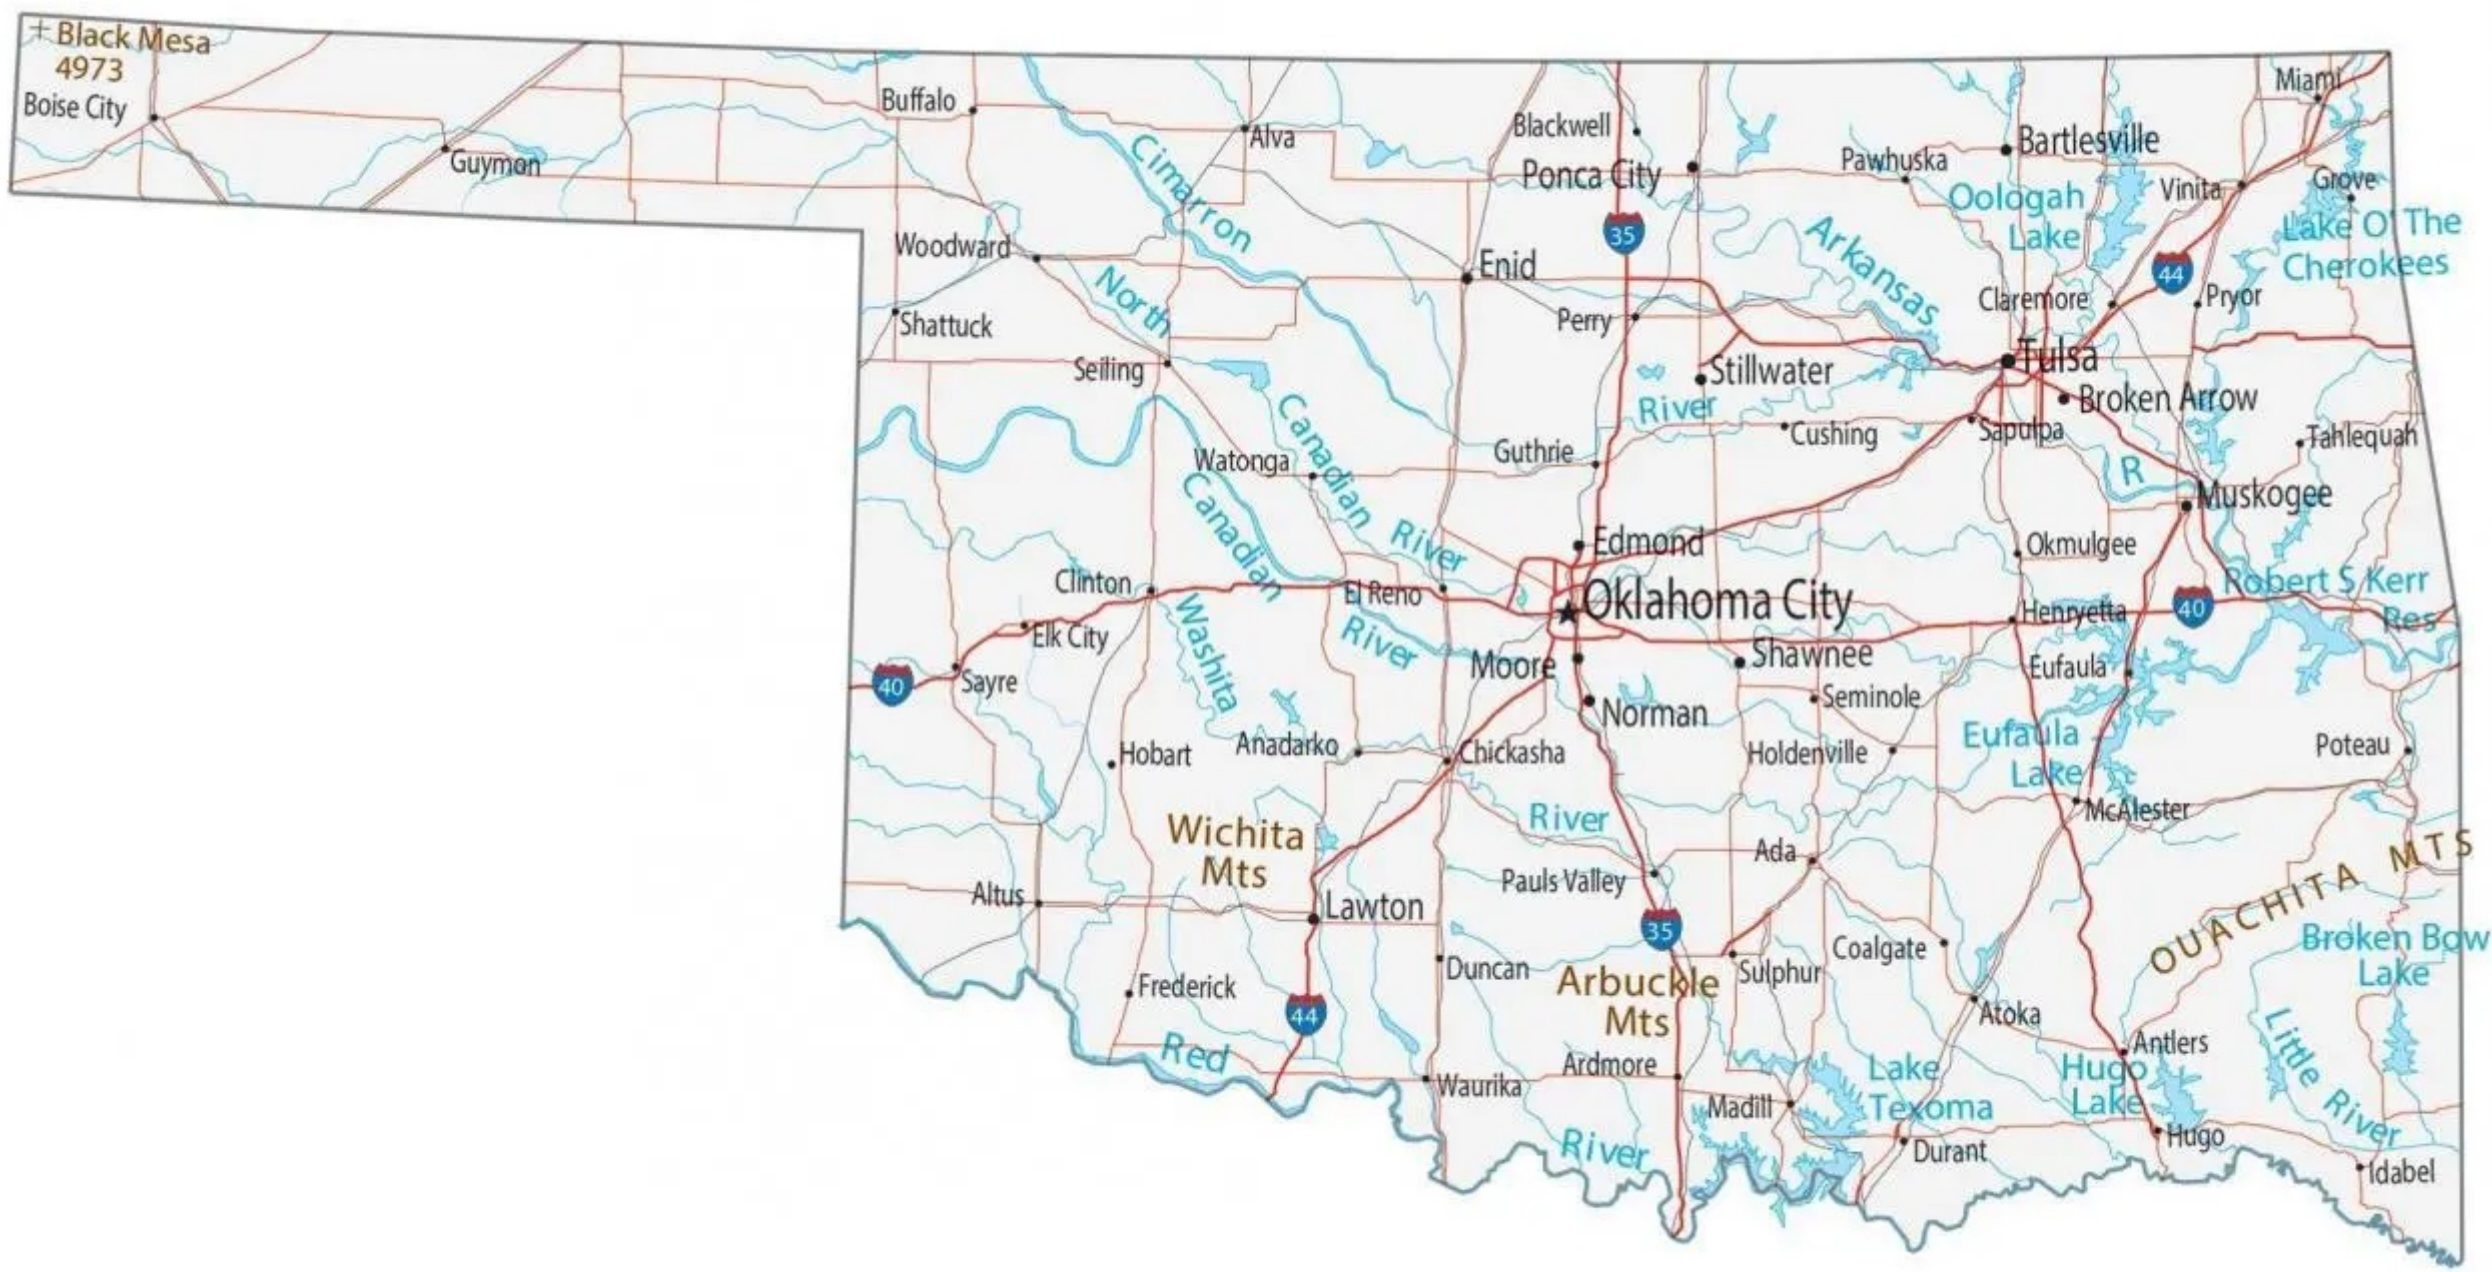 Black Mesa
4973
Boise City
Guymon
Buffalo
Alva
Blackwell
Ponca City
Pawhuska
Bartlesville
Miami
Vinita
Grove
Oologah
Lake
Lake O' The
Cherokees
Cimarron
Woodward
Enid
35
Arkansas
44
North
Shattuck
Perry
Claremore
Pryor
Seiling
Stillwater
River
Tulsa
Broken Arrow
Canadian
Cushing
Sapulpa
Tahlequah
Watonga
Guthrie
R
Muskogee
Canadian
River
Edmond
Okmulgee
Clinton
El Reno
Oklahoma City
Robert S Kerr
Res
Henryetta
40
Washita
Elk City
River
Moore
Shawnee
Eufaula
40
Sayre
Seminole
Norman
Hobart
Anadarko
Chickasha
Holdenville
Eufaula
Lake
Poteau
River
McAlester
Wichita
Mts
Pauls Valley
Ada
OUACHITA MTS
Altus
Lawton
35
Coalgate
Broken Bow
Lake
Frederick
Duncan
Arbuckle
Mts
Sulphur
44
Atoka
Red
Antlers
Waurika
Ardmore
Lake
Texoma
Hugo
Lake
Little River
Madill
River
Durant
Hugo
Idabel